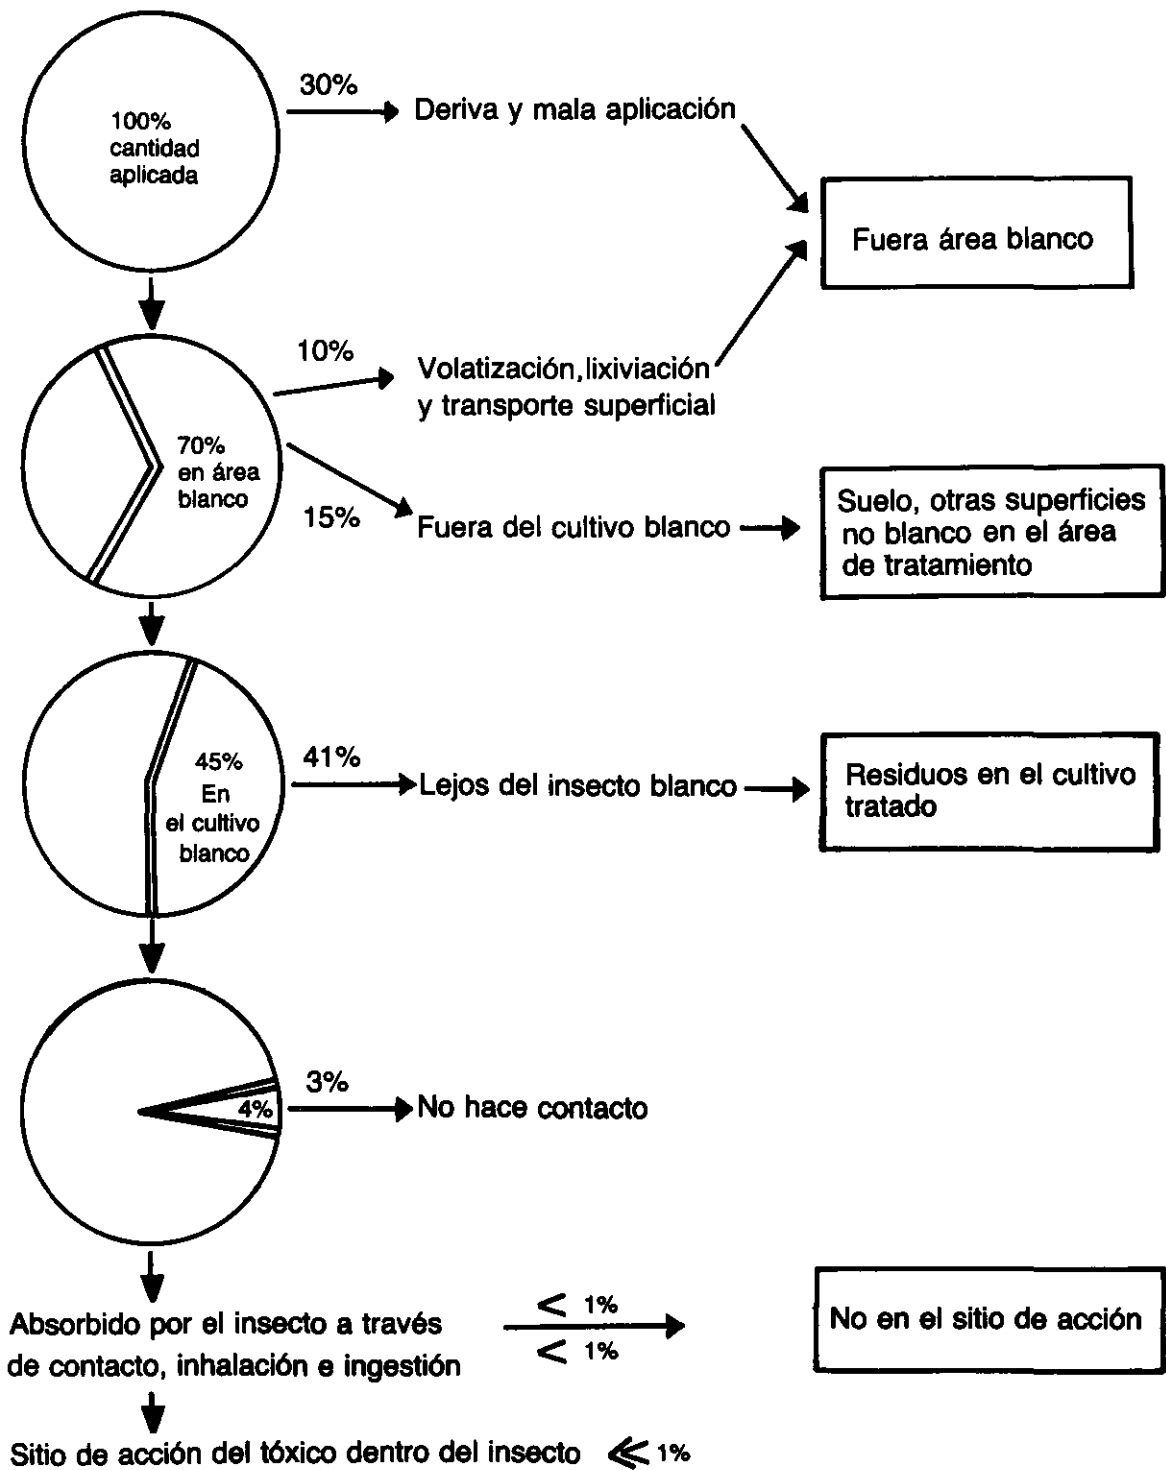 100%
cantidad
aplicada
30%
Deriva y mala aplicación
Fuera área blanco
70%
en área
blanco
10%
Volatización, lixiviación
y transporte superficial
15%
Fuera del cultivo blanco
Suelo, otras superficies
no blanco en el área
de tratamiento
45%
En
el cultivo
blanco
41%
Lejos del insecto blanco
Residuos en el cultivo
tratado
4%
3%
No hace contacto
Absorbido por el insecto a través
de contacto, inhalación e ingestión
< 1%
< 1%
No en el sitio de acción
Sitio de acción del tóxico dentro del insecto ≪ 1%